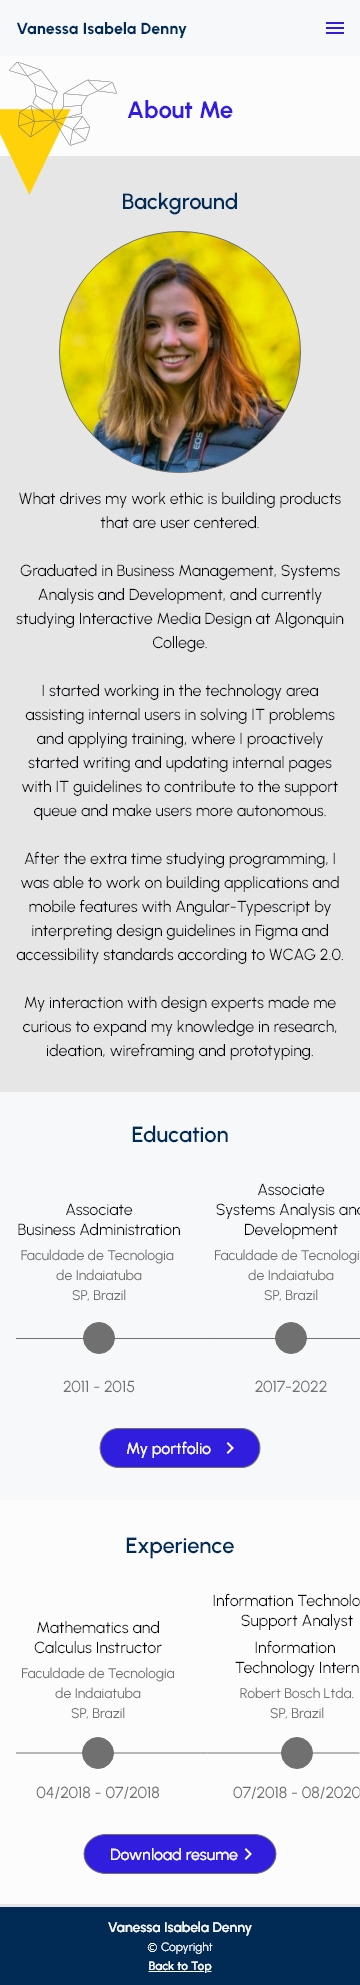 Vanessa Isabela Denny
About Me
Background
EOS
What drives my work ethic is building products
that are user centered.
Graduated in Business Management, Systems
Analysis and Development, and currently
studying Interactive Media Design at Algonquin
College.
I started working in the technology area
assisting internal users in solving IT problems
and applying training, where I proactively
started writing and updating internal pages
with IT guidelines to contribute to the support
queue and make users more autonomous.
After the extra time studying programming, I
was able to work on building applications and
mobile features with Angular-Typescript by
interpreting design guidelines in Figma and
accessibility standards according to WCAG 2.0.
My interaction with design experts made me
curious to expand my knowledge in research,
ideation, wireframing and prototyping.
Education
Associate
Business Administration
Faculdade de Tecnologia
de Indaiatuba
SP, Brazil
2011 - 2015
Associate
Systems Analysis an
Development
Faculdade de Tecnologi
de Indaiatuba
SP, Brazil
2017-2022
My portfolio
Experience
Mathematics and
Calculus Instructor
Faculdade de Tecnologia
de Indaiatuba
SP, Brazil
04/2018 - 07/2018
Information Technolo
Support Analyst
Information
Technology Intern
Robert Bosch Ltda.
SP, Brazil
07/2018 - 08/2020
Download resume
Vanessa Isabela Denny
© Copyright
Back to Top